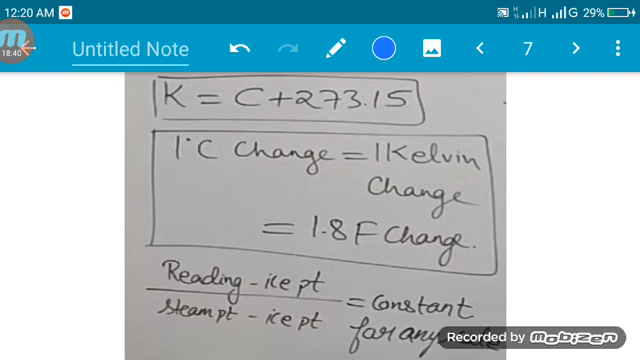 12:20 AM
H H G 29%
18:40
Untitled Note
7
K = C + 273.15
1°C Change = 1 Kelvin
Change
= 1.8 F Change.
Reading - ice pt
steam pt - ice pt
= constant
for any
Recorded by
MOBIZEN